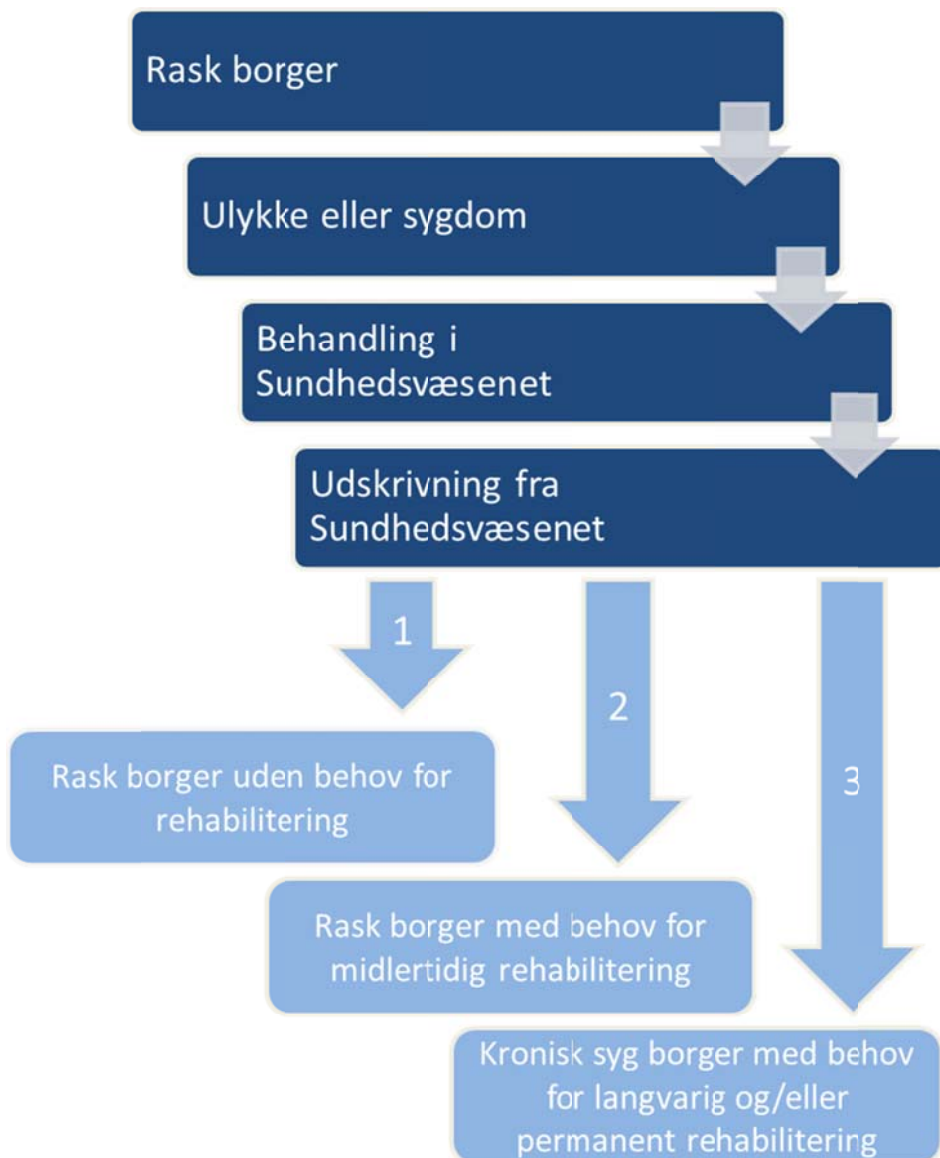 Rask borger
Ulykke eller sygdom
Behandling i
Sundhedsvæsenet
Udskrivning fra
Sundhedsvæsenet
1
2
3
Rask borger uden behov for
rehabilitering
Rask borger med behov for
midlertidig rehabilitering
Kronisk syg borger med behov
for langvarig og/eller
permanent rehabilitering